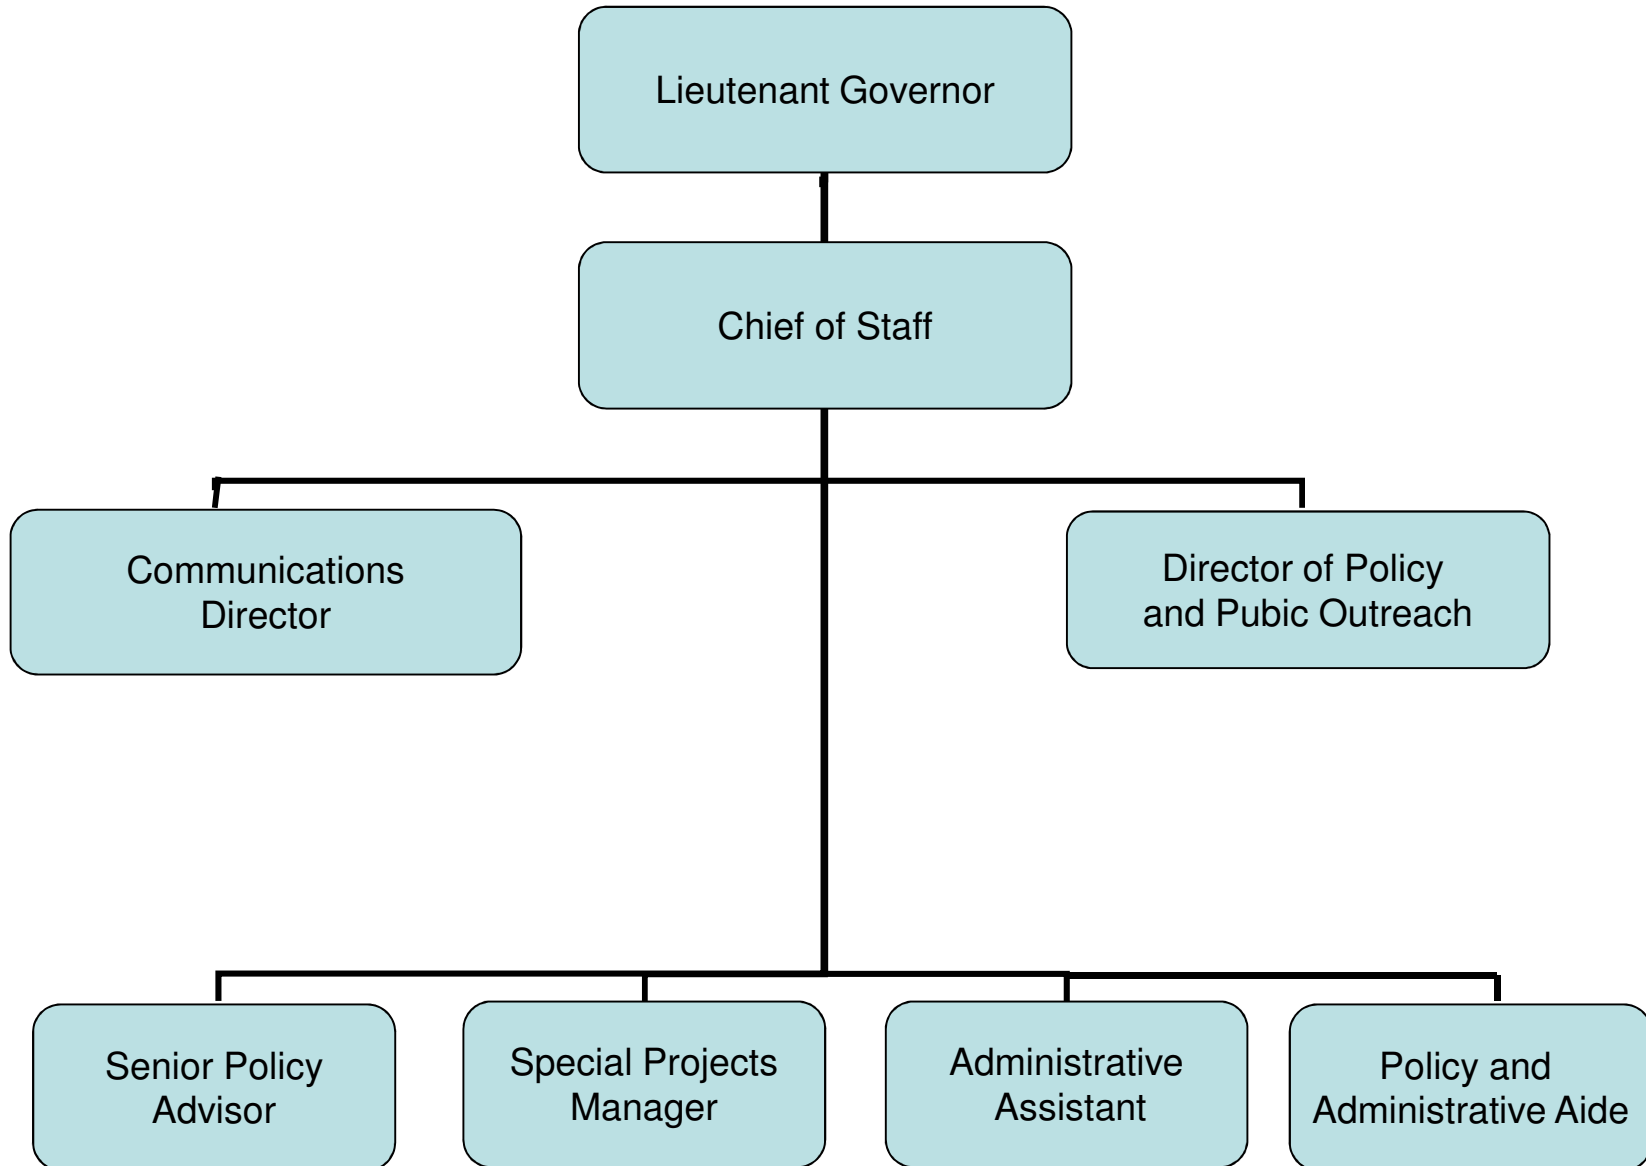 Lieutenant Governor
Chief of Staff
Communications
Director
Director of Policy
and Pubic Outreach
Senior Policy
Advisor
Special Projects
Manager
Administrative
Assistant
Policy and
Administrative Aide